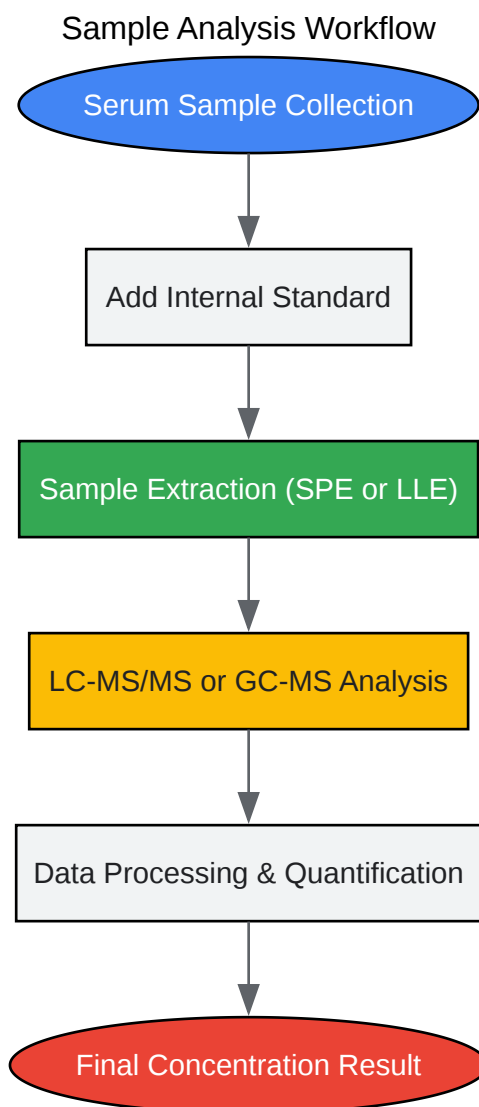 Sample Analysis Workflow
Serum Sample Collection
Add Internal Standard
Sample Extraction (SPE or LLE)
LC-MS/MS or GC-MS Analysis
Data Processing & Quantification
Final Concentration Result